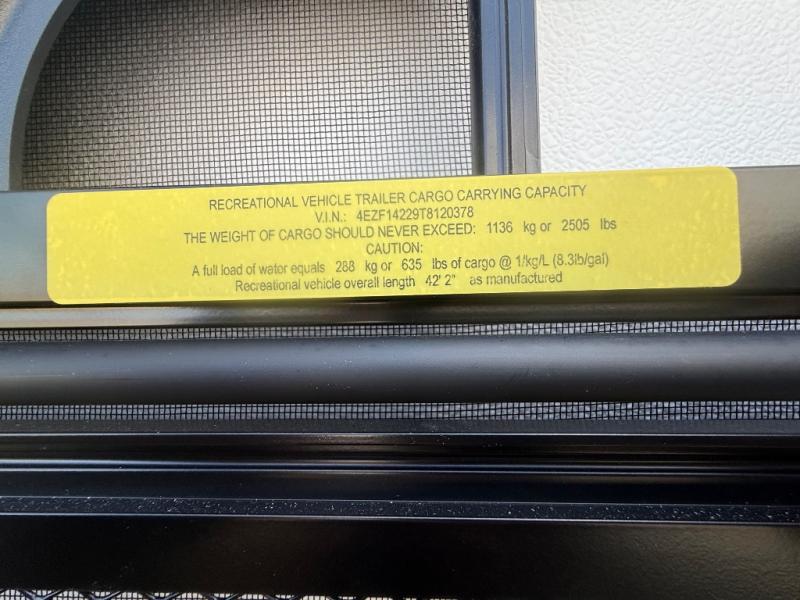 RECREATIONAL VEHICLE TRAILER CARGO CARRYING CAPACITY
V.I.N.: 4EZF14229T8120378
THE WEIGHT OF CARGO SHOULD NEVER EXCEED: 1136 kg or 2505 lbs
CAUTION:
A full load of water equals 288 kg or 635 lbs of cargo @ 1/kg/L (8.3lb/gal)
Recreational vehicle overall length 42' 2" as manufactured